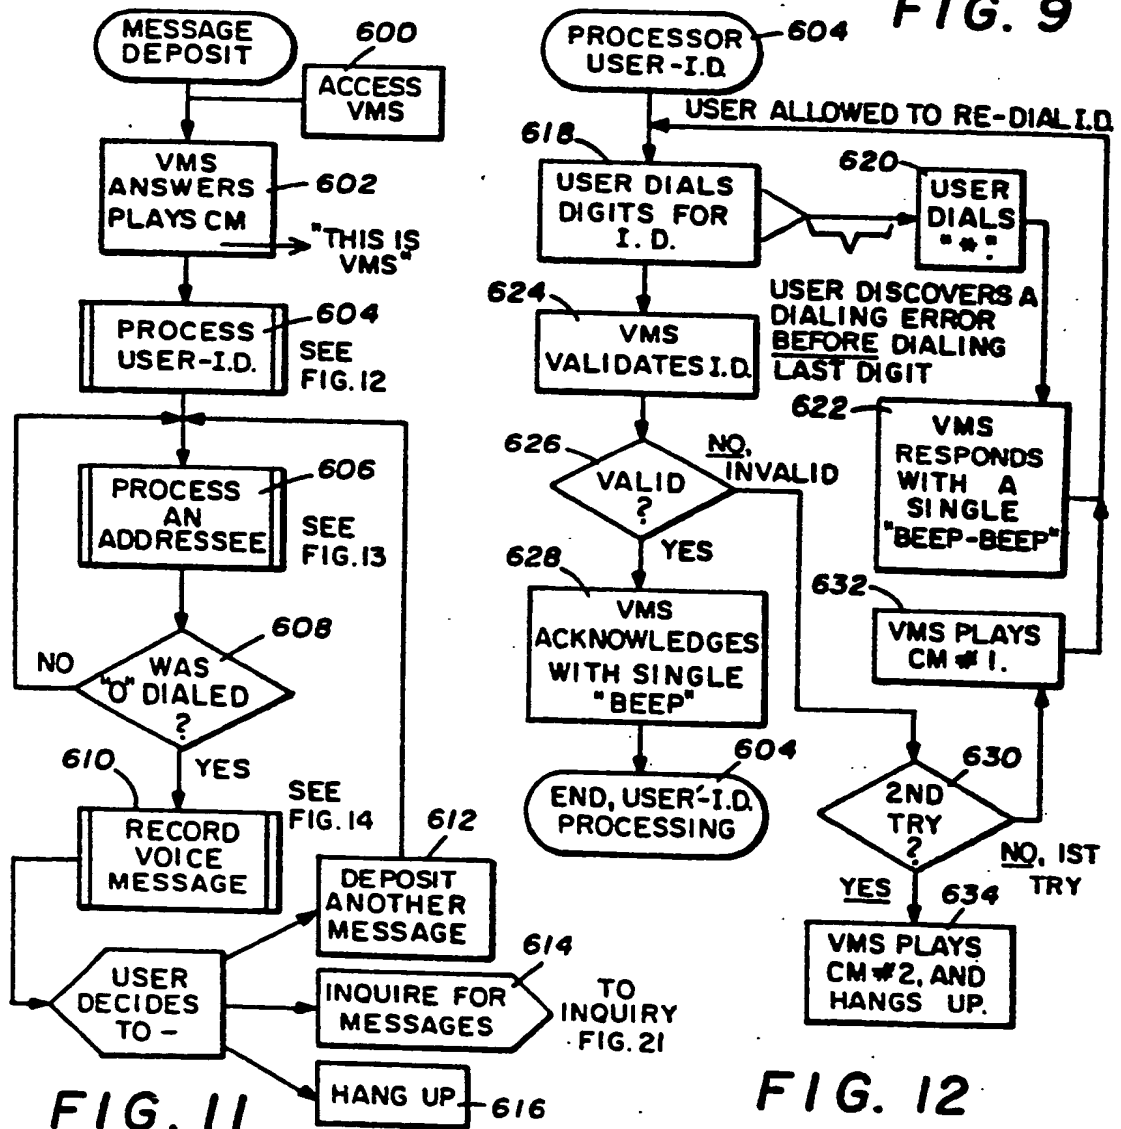 FIG. 9
MESSAGE
DEPOSIT
600
ACCESS
VMS
VMS
ANSWERS
PLAYS CM
602
"THIS IS
VMS"
PROCESS
USER-I.D.
604
SEE
FIG.12
PROCESS
AN
ADDRESSEE
606
SEE
FIG.13
WAS
"O" DIALED
?
608
NO
YES
610
RECORD
VOICE
MESSAGE
SEE
FIG.14
612
DEPOSIT
ANOTHER
MESSAGE
USER
DECIDES
TO -
614
INQUIRE FOR
MESSAGES
TO
INQUIRY
FIG. 21
HANG UP
616
FIG. 11
PROCESSOR
USER-I.D.
604
USER ALLOWED TO RE-DIAL I.D.
618
USER DIALS
DIGITS FOR
I. D.
620
USER
DIALS
"*".
USER DISCOVERS A
DIALING ERROR
BEFORE DIALING
LAST DIGIT
624
VMS
VALIDATES I.D.
622
VMS
RESPONDS
WITH A
SINGLE
"BEEP-BEEP"
626
VALID
?
NO,
INVALID
YES
628
VMS
ACKNOWLEDGES
WITH SINGLE
"BEEP"
632
VMS PLAYS
CM # 1.
604
END, USER'-I.D.
PROCESSING
630
2ND
TRY
?
NO, IST
TRY
YES
634
VMS PLAYS
CM #2, AND
HANGS UP.
FIG. 12